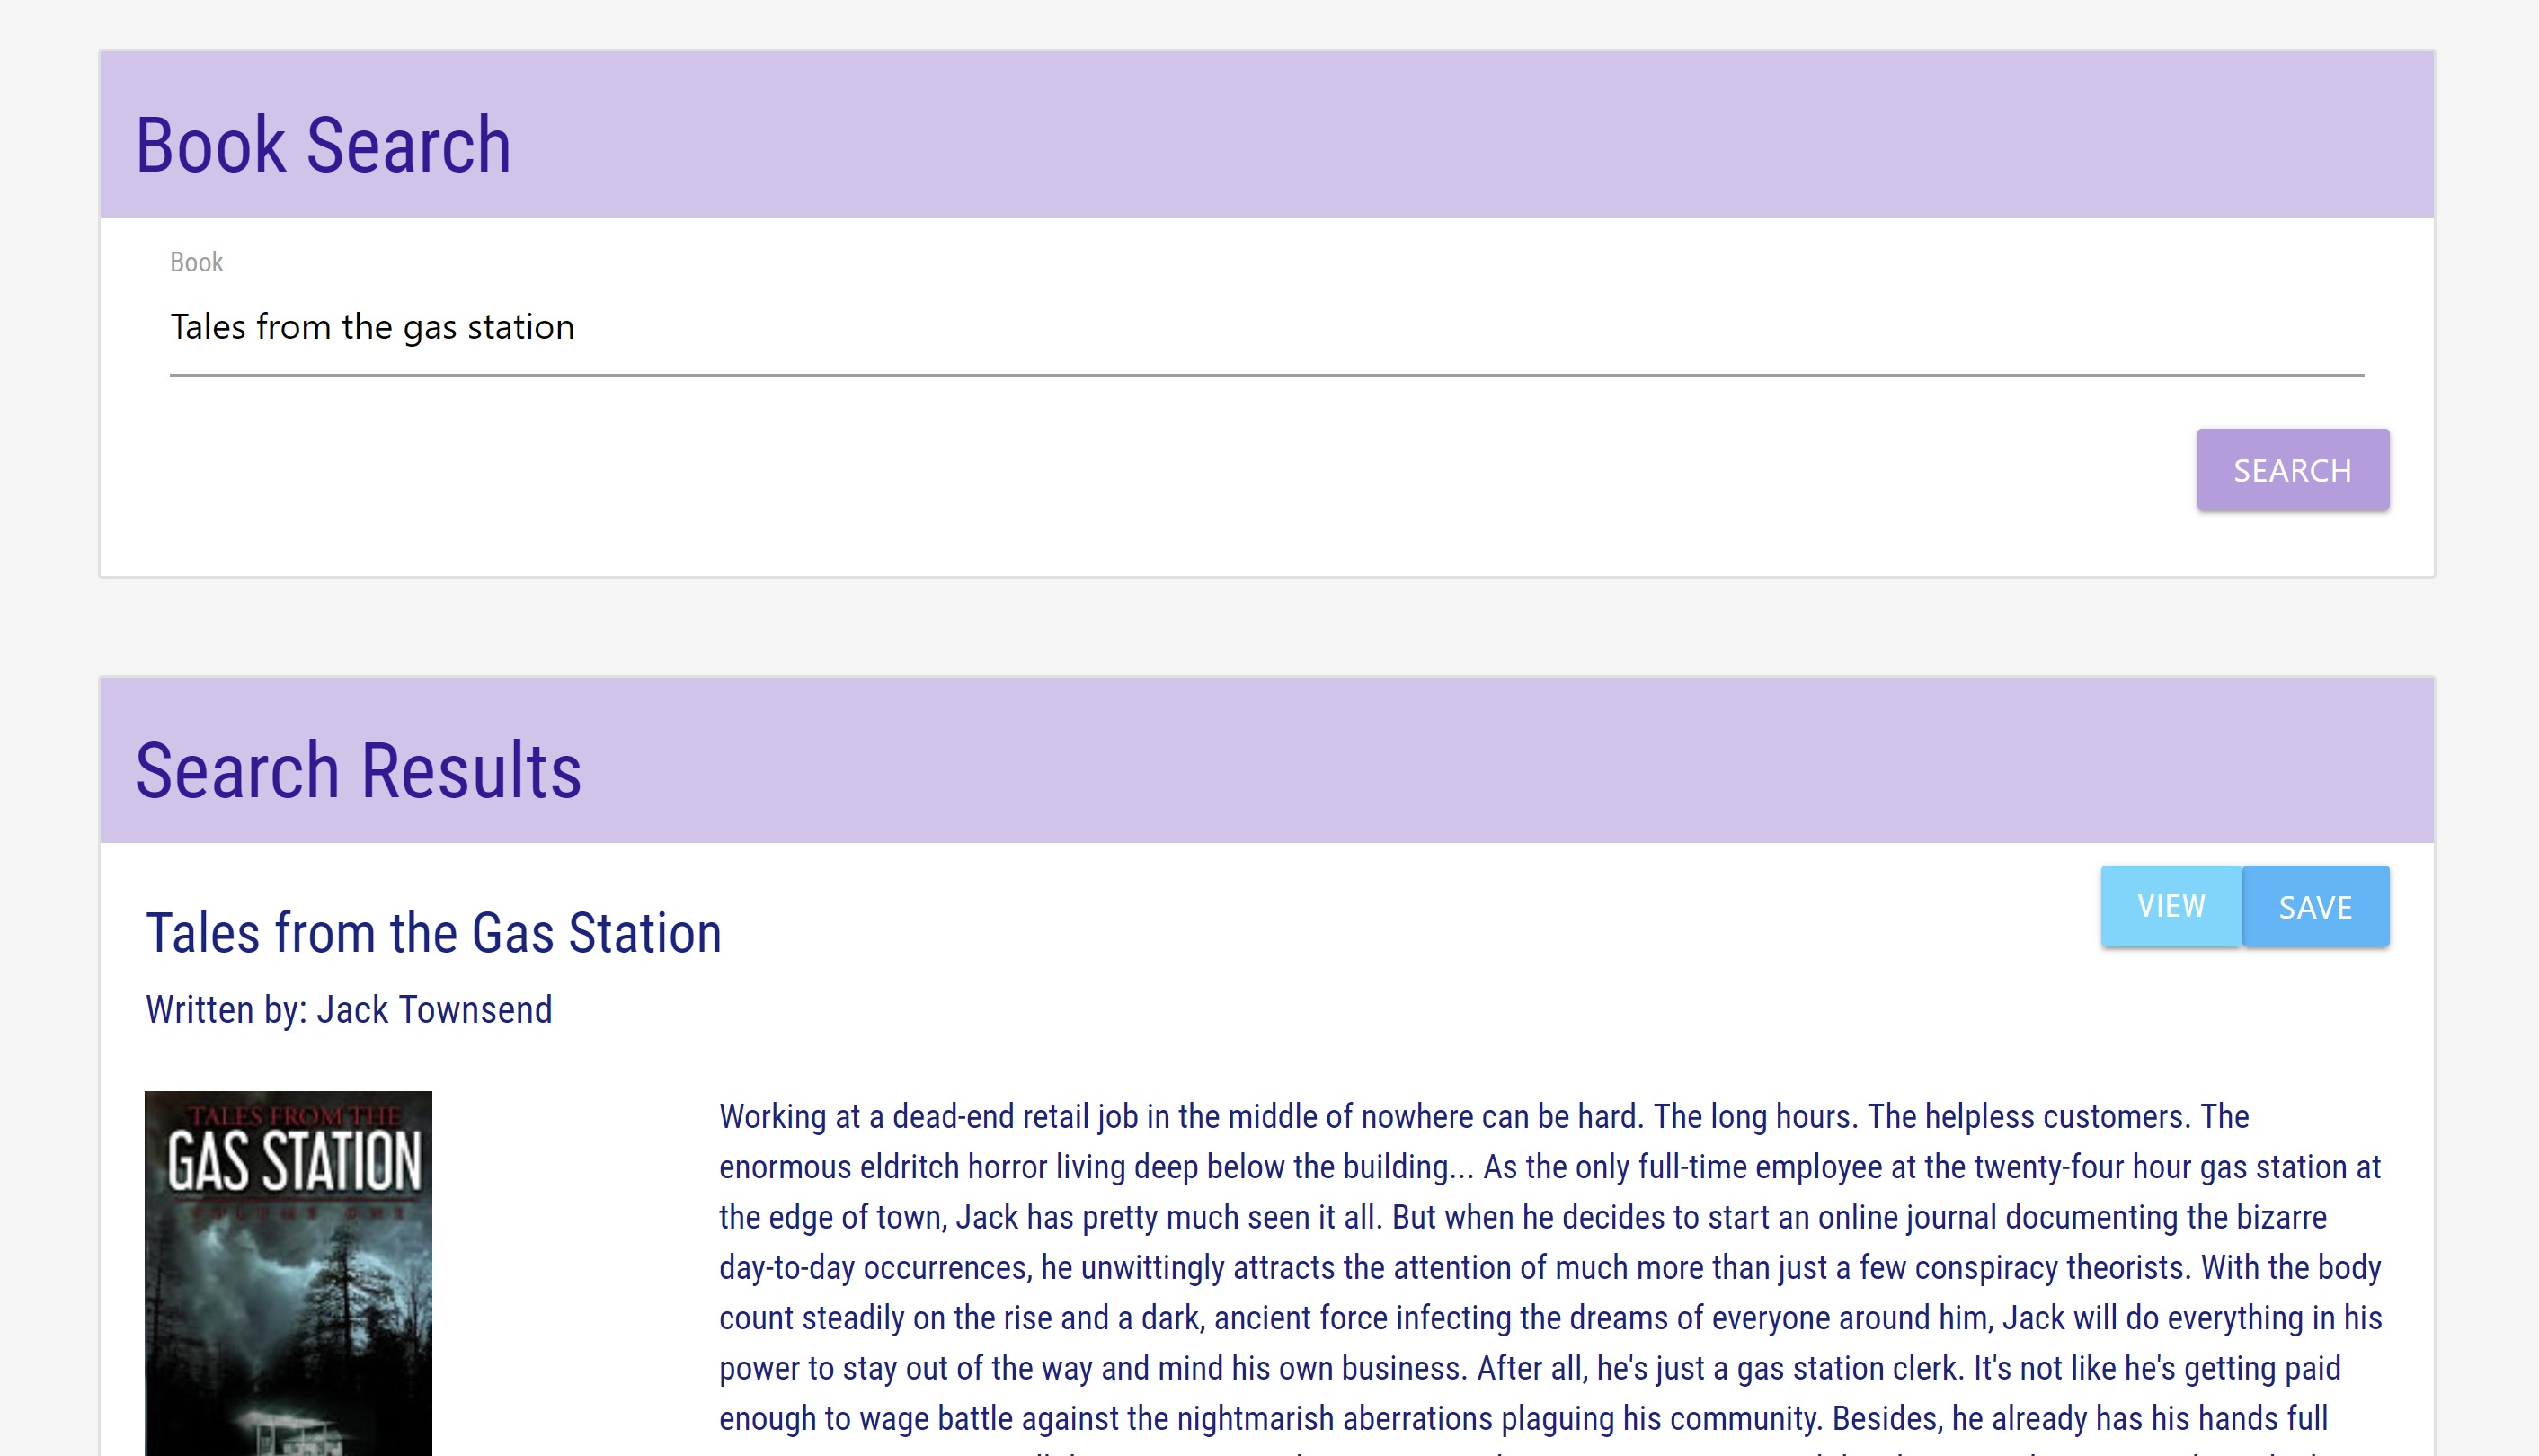 Book Search
Book
Tales from the gas station
SEARCH
Search Results
VIEW
SAVE
Tales from the Gas Station
Written by: Jack Townsend
TALES FROM THE
GAS STATION
VOLUME ONE
Working at a dead-end retail job in the middle of nowhere can be hard. The long hours. The helpless customers. The
enormous eldritch horror living deep below the building... As the only full-time employee at the twenty-four hour gas station at
the edge of town, Jack has pretty much seen it all. But when he decides to start an online journal documenting the bizarre
day-to-day occurrences, he unwittingly attracts the attention of much more than just a few conspiracy theorists. With the body
count steadily on the rise and a dark, ancient force infecting the dreams of everyone around him, Jack will do everything in his
power to stay out of the way and mind his own business. After all, he's just a gas station clerk. It's not like he's getting paid
enough to wage battle against the nightmarish aberrations plaguing his community. Besides, he already has his hands full